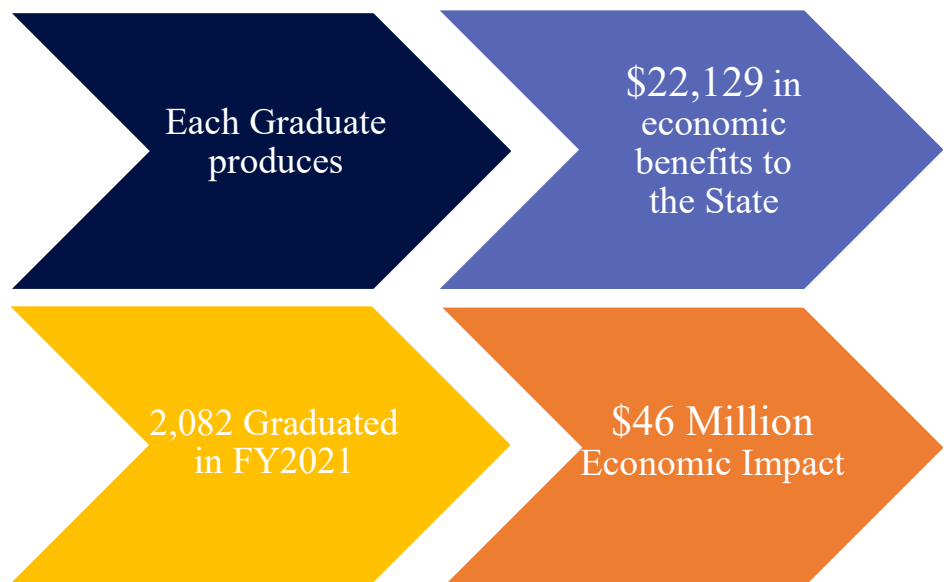 Each Graduate
produces
$22,129 in
economic
benefits to
the State
2,082 Graduated
in FY2021
$46 Million
Economic Impact